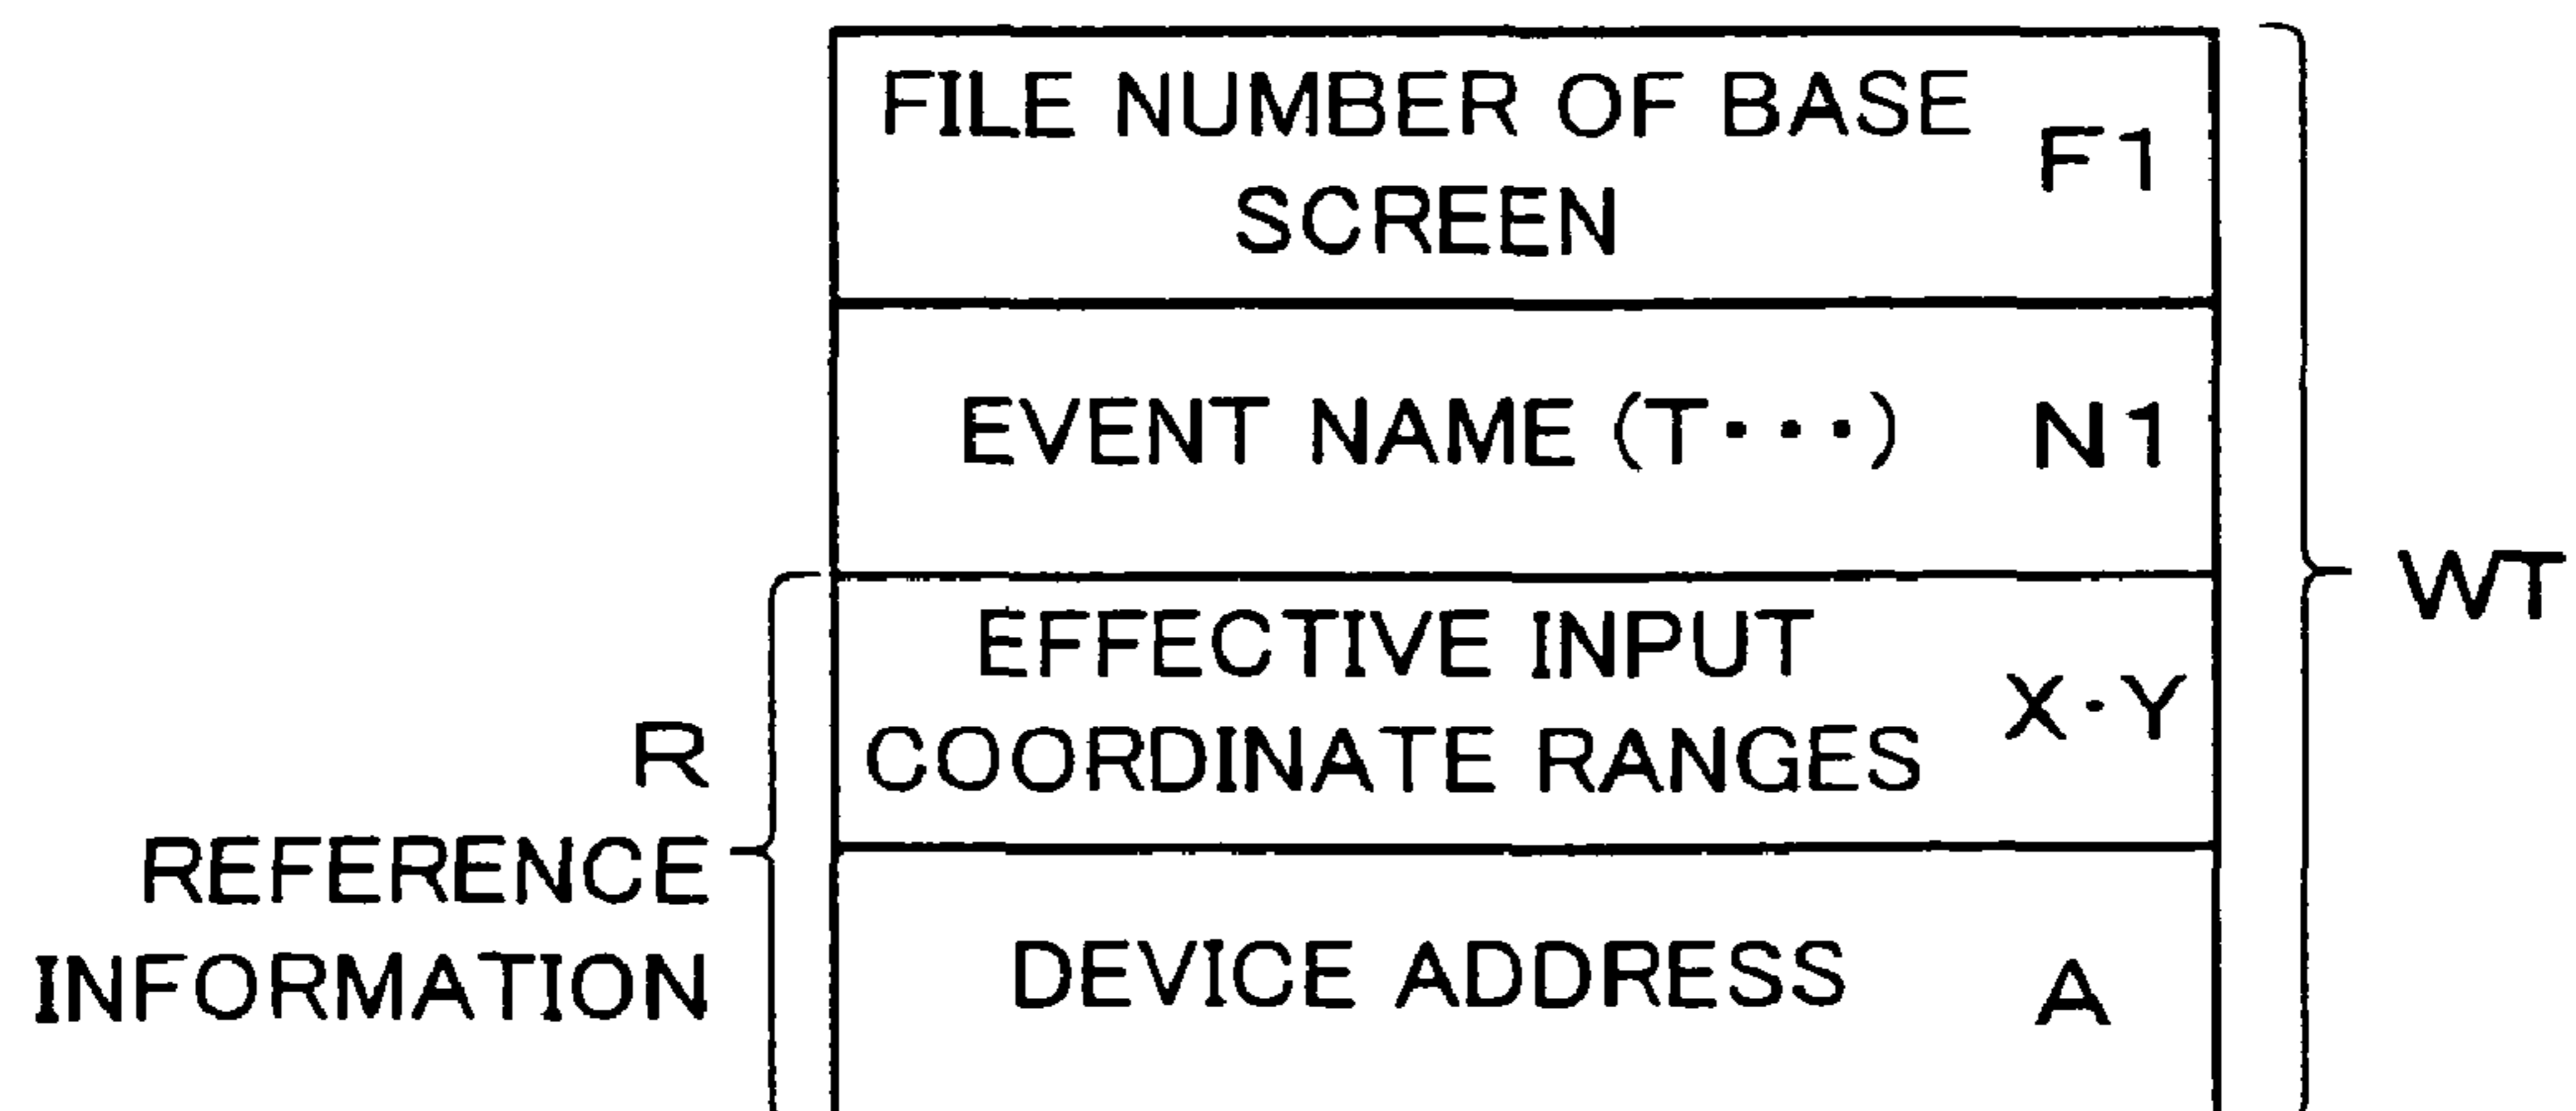 FILE NUMBER OF BASE
SCREEN F1
EVENT NAME (T・・・) N1
EFFECTIVE INPUT
COORDINATE RANGES X・Y
DEVICE ADDRESS A
R
REFERENCE
INFORMATION
WT